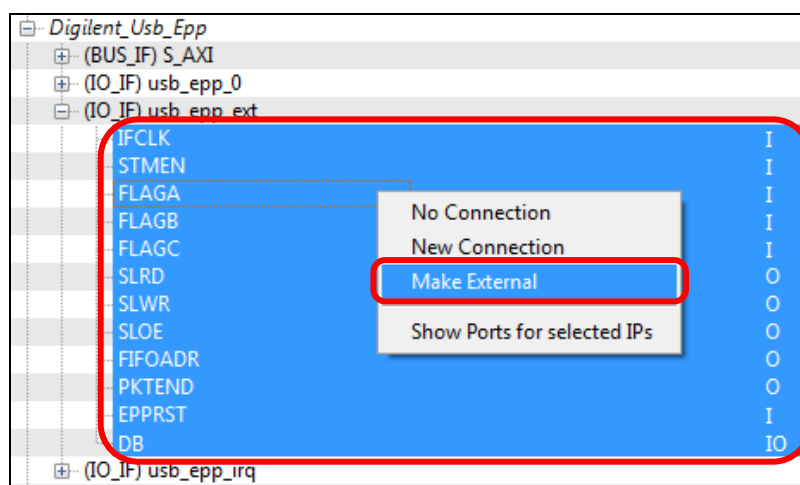 Digilent_Usb_Epp
(BUS_IF) S_AXI
(IO_IF) usb_epp_0
(IO_IF) usb_epp_ext
IFCLK I
STMEN I
FLAGA I
FLAGB I
FLAGC I
SLRD O
SLWR O
SLOE O
FIFOADR O
PKTEND O
EPPRST I
DB IO
(IO_IF) usb_epp_irq
No Connection
New Connection
Make External
Show Ports for selected IPs